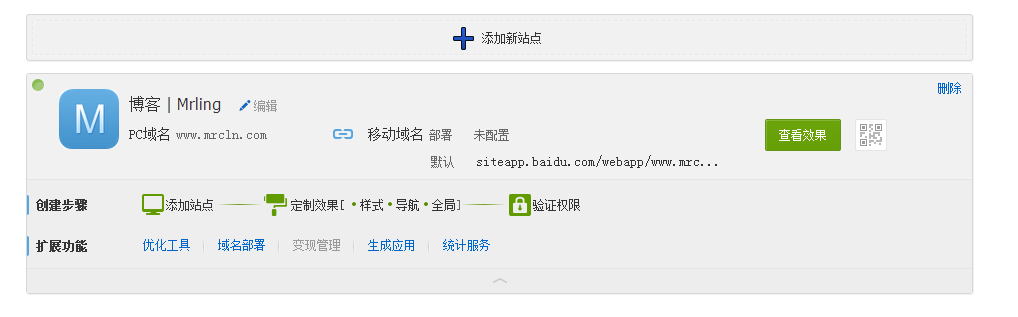 添加新站点
删除
M
博客 | Mrling 编辑
PC域名 www.mrcln.com 移动域名 部署 未配置 查看效果
默认 siteapp.baidu.com/webapp/www.mrc...
创建步骤 添加站点 定制效果[ •样式•导航•全局] 验证权限
扩展功能 优化工具 域名部署 变现管理 生成应用 统计服务